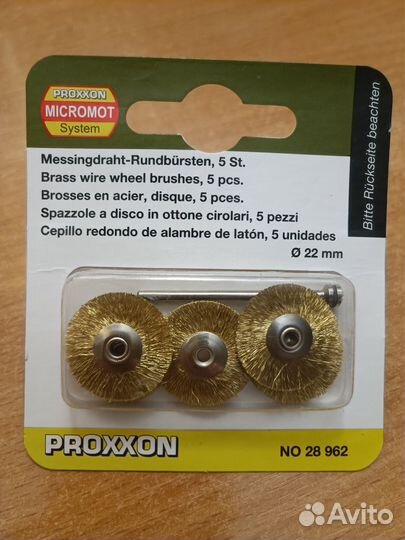 PROXXON
MICROMOT
System
Messingdraht-Rundbürsten, 5 St.
Brass wire wheel brushes, 5 pcs.
Brosses en acier, disque, 5 pces.
Spazzole a disco in ottone cirolari, 5 pezzi
Cepillo redondo de alambre de latón, 5 unidades
Ø 22 mm
Bitte Rückseite beachten
PROXXON
NO 28 962
Avito